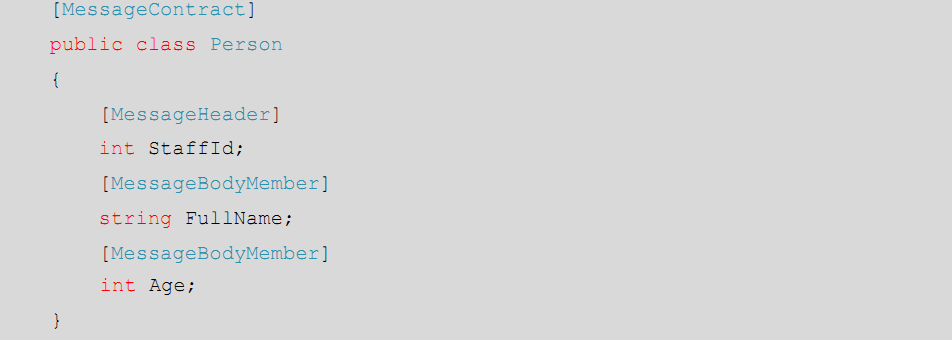 [MessageContract]
public class Person
{
[MessageHeader]
int StaffId;
[MessageBodyMember]
string FullName;
[MessageBodyMember]
int Age;
}